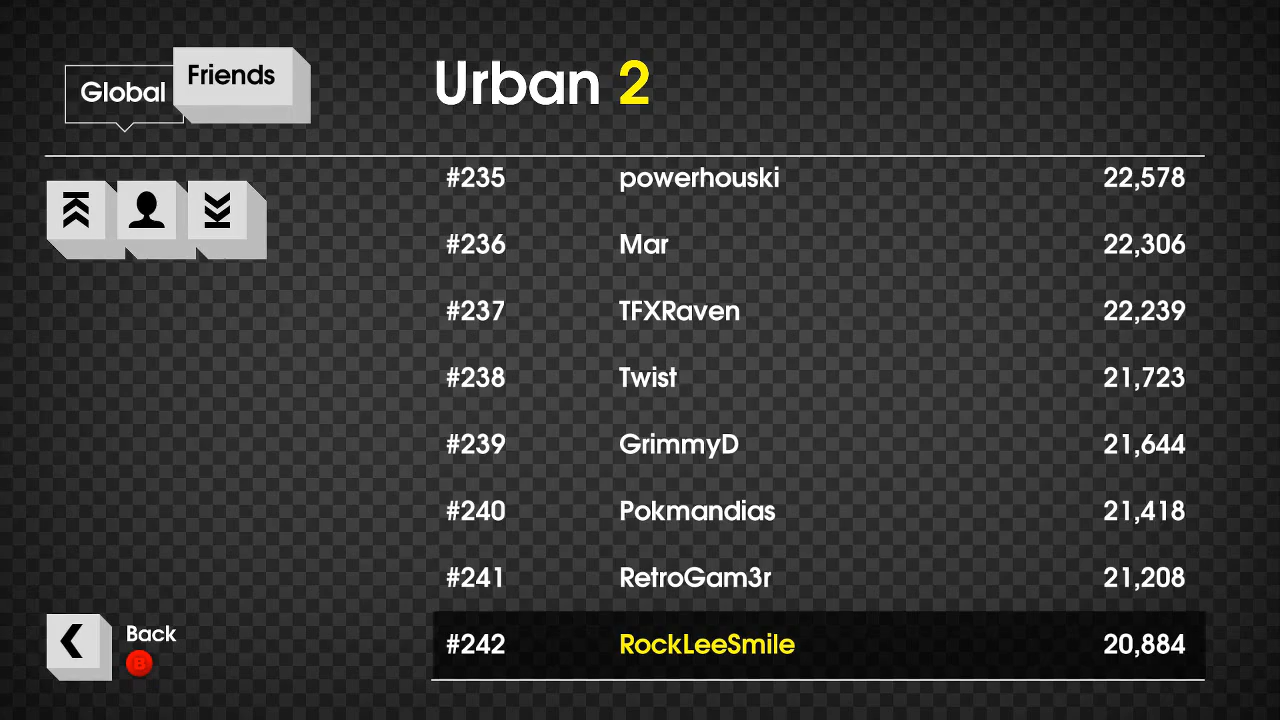 Global
Friends
Urban 2
#235 powerhouski 22,578
#236 Mar 22,306
#237 TFXRaven 22,239
#238 Twist 21,723
#239 GrimmyD 21,644
#240 Pokmandias 21,418
#241 RetroGam3r 21,208
#242 RockLeeSmile 20,884
Back
B